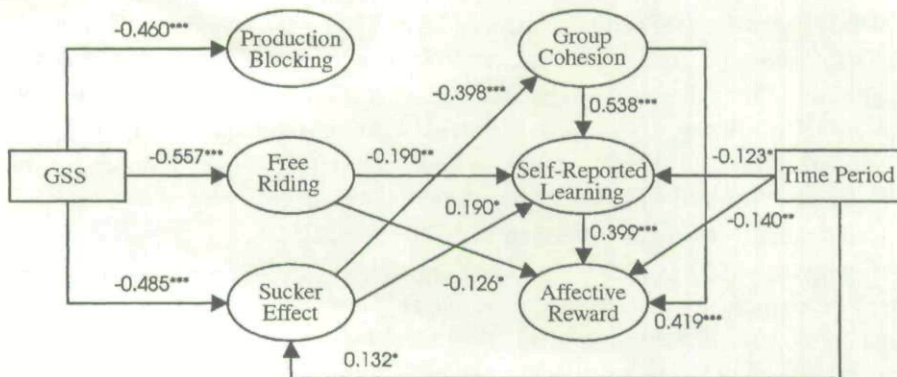 -0.460***
Production
Blocking
Group
Cohesion
-0.398***
0.538***
GSS
-0.557***
Free
Riding
-0.190**
Self-Reported
Learning
-0.123*
Time Period
0.190*
-0.140**
0.399***
-0.485***
Sucker
Effect
-0.126*
Affective
Reward
0.419***
0.132*